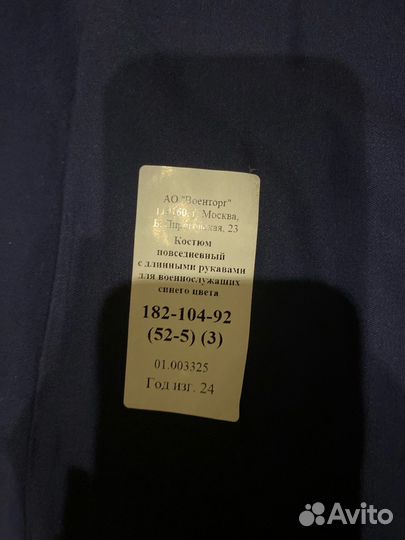 АО "Военторг"
г. Москва,
23
Костюм
повседневный
с длинными рукавами
для военнослужащих
синего цвета
182-104-92
(52-5) (3)
01.003325
Год изг. 24
Avito